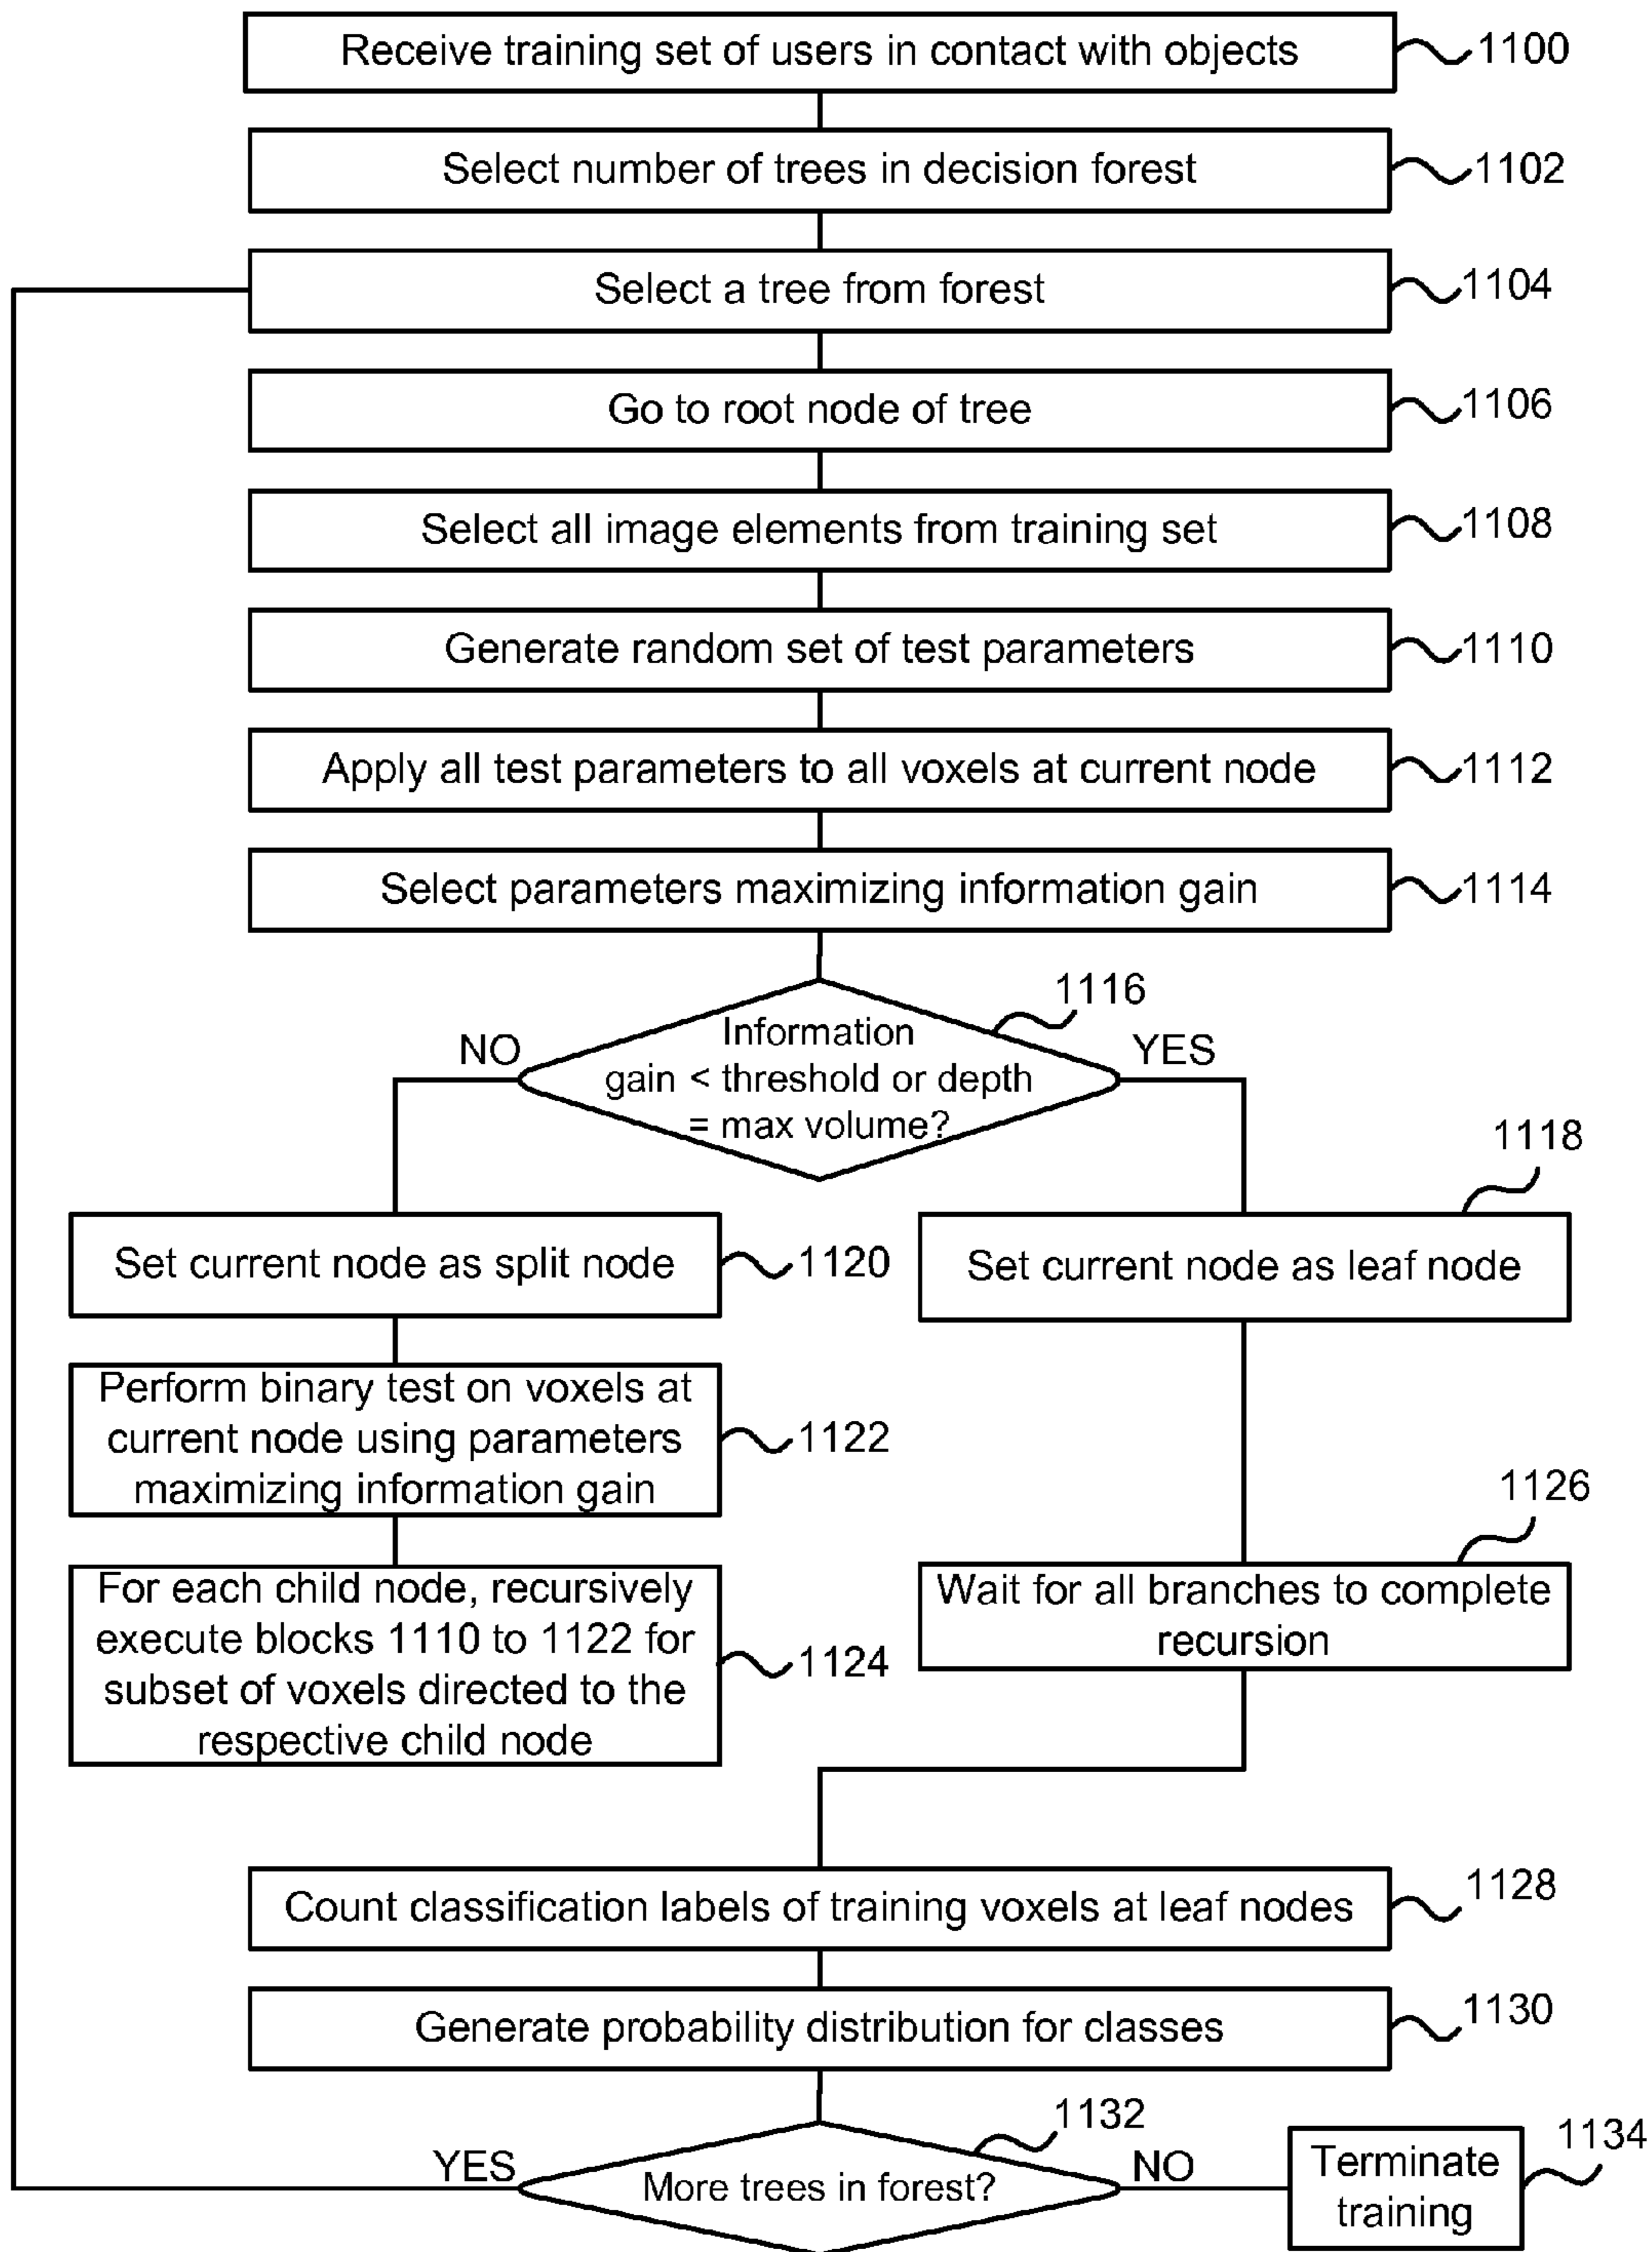 Receive training set of users in contact with objects
1100
Select number of trees in decision forest
1102
Select a tree from forest
1104
Go to root node of tree
1106
Select all image elements from training set
1108
Generate random set of test parameters
1110
Apply all test parameters to all voxels at current node
1112
Select parameters maximizing information gain
1114
1116
Information
gain < threshold or depth
= max volume?
NO
YES
1118
Set current node as split node
1120
Set current node as leaf node
Perform binary test on voxels at
current node using parameters
maximizing information gain
1122
1126
For each child node, recursively
execute blocks 1110 to 1122 for
subset of voxels directed to the
respective child node
1124
Wait for all branches to complete
recursion
Count classification labels of training voxels at leaf nodes
1128
Generate probability distribution for classes
1130
1132
More trees in forest?
YES
NO
Terminate
training
1134